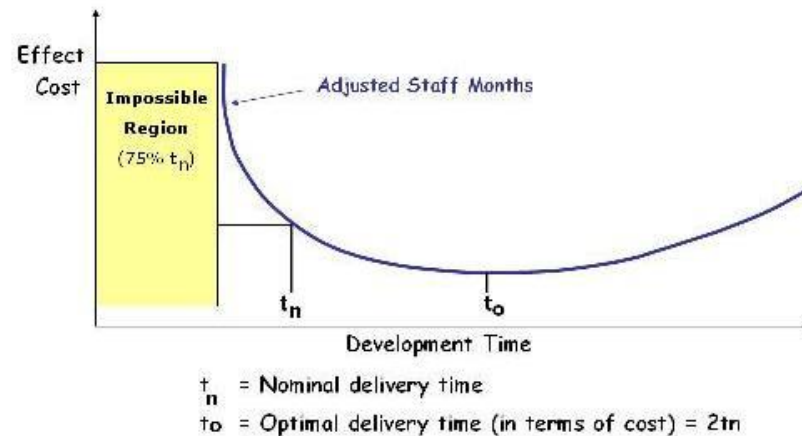 Effect
Cost
Impossible
Region
(75% tn)
Adjusted Staff Months
tn
to
Development Time
tn = Nominal delivery time
to = Optimal delivery time (in terms of cost) = 2tn